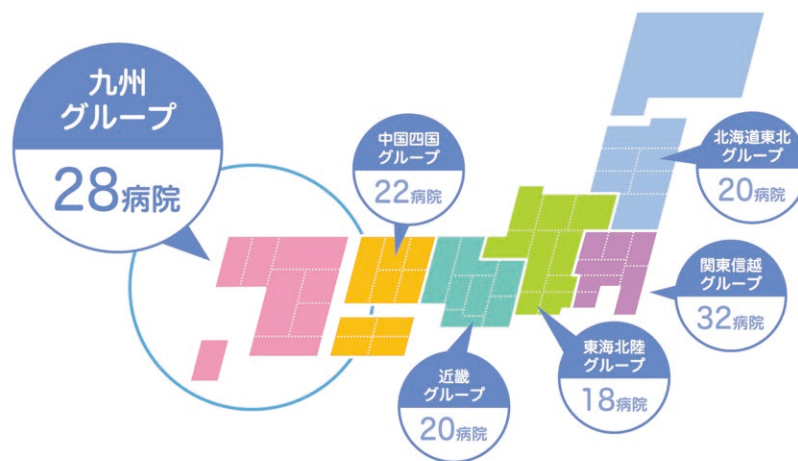 九州
グループ
28病院
中国四国
グループ
22病院
北海道東北
グループ
20病院
関東信越
グループ
32病院
東海北陸
グループ
18病院
近畿
グループ
20病院